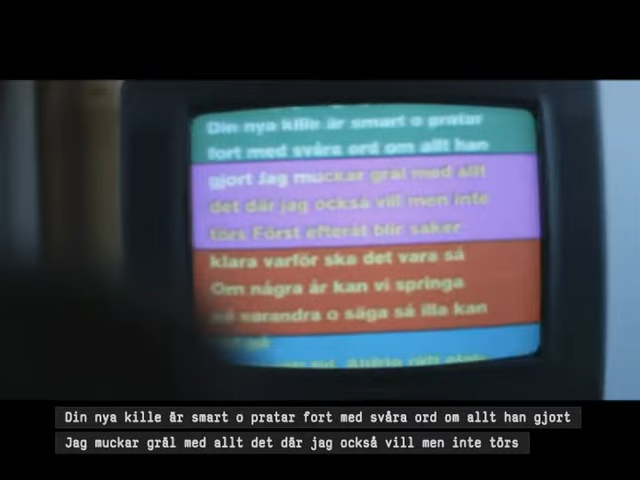 Din nya kille är smart o pratar
fort med svåra ord om allt han
gjort Jag muckar gräl med allt
det där jag också vill men inte
törs Först efteråt blir saker
klara varför ska det vara så
Om några år kan vi springa
på varandra o säga så illa kan
Din nya kille är smart o pratar fort med svåra ord om allt han gjort
Jag muckar gräl med allt det där jag också vill men inte törs